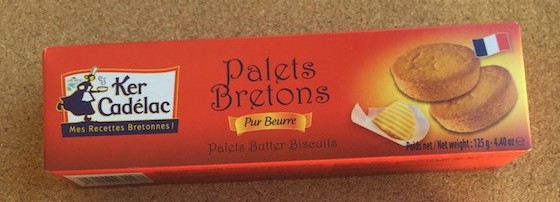 Ker
Cadélac
Mes Recettes Bretonnes!
Palets
Bretons
Pur Beurre
Palets Butter Biscuits
Poids net / Net weight : 125 g - 4,40 oz ℮